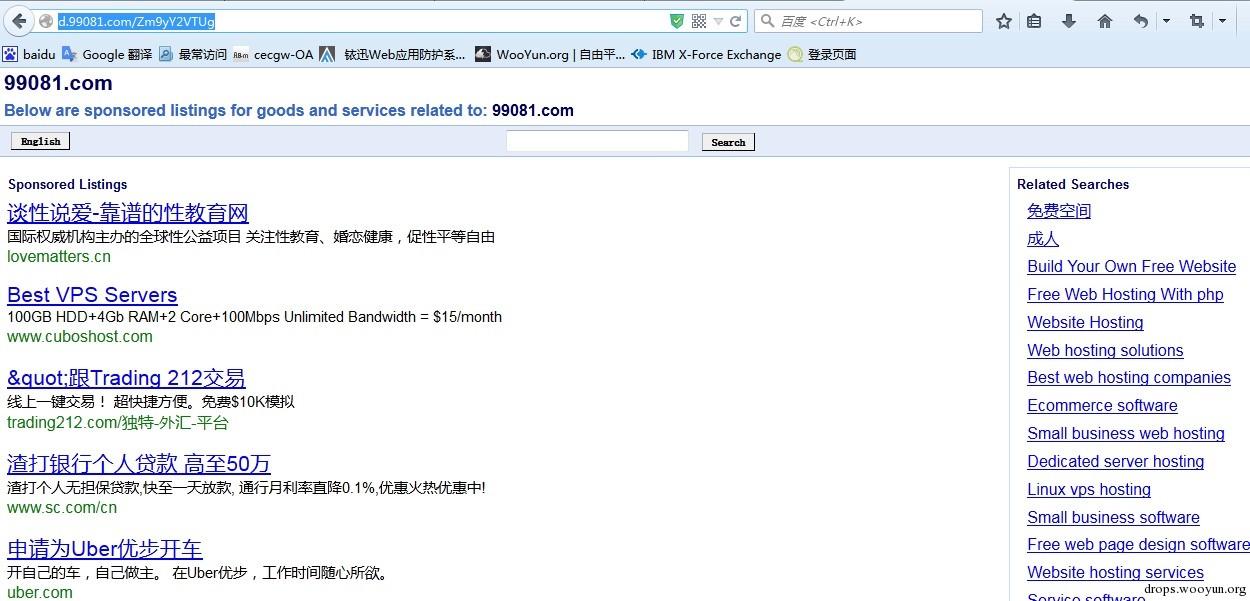 d.99081.com/Zm9yY2VTUg
百度 <Ctrl+K>
baidu Google 翻译 最常访问 ABm cecgw-OA 铱迅Web应用防护系... WooYun.org | 自由平... IBM X-Force Exchange 登录页面
99081.com
Below are sponsored listings for goods and services related to: 99081.com
English
Search
Sponsored Listings
谈性说爱-靠谱的性教育网
国际权威机构主办的全球性公益项目 关注性教育、婚恋健康，促性平等自由
lovematters.cn
Best VPS Servers
100GB HDD+4Gb RAM+2 Core+100Mbps Unlimited Bandwidth = $15/month
www.cuboshost.com
&quot;跟Trading 212交易
线上一键交易！ 超快捷方便。免费$10K模拟
trading212.com/独特-外汇-平台
渣打银行个人贷款 高至50万
渣打个人无担保贷款,快至一天放款, 通行月利率直降0.1%,优惠火热优惠中!
www.sc.com/cn
申请为Uber优步开车
开自己的车，自己做主。 在Uber优步，工作时间随心所欲。
uber.com
Related Searches
免费空间
成人
Build Your Own Free Website
Free Web Hosting With php
Website Hosting
Web hosting solutions
Best web hosting companies
Ecommerce software
Small business web hosting
Dedicated server hosting
Linux vps hosting
Small business software
Free web page design software
Website hosting services
Service software
drops.wooyun.org